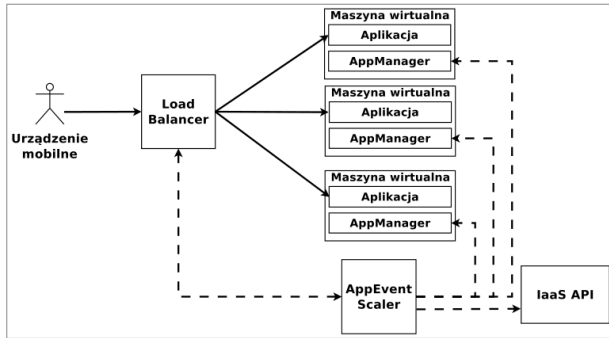 Maszyna wirtualna
Aplikacja
AppManager
Maszyna wirtualna
Aplikacja
AppManager
Maszyna wirtualna
Aplikacja
AppManager
Load
Balancer
Urządzenie
mobilne
AppEvent
Scaler
IaaS API